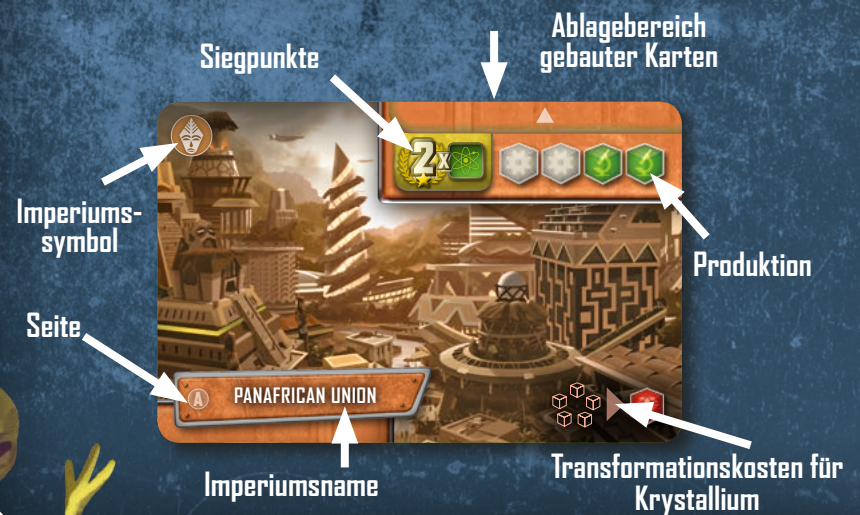 Ablagebereich
gebauter Karten
Siegpunkte
2x
Imperiums-
symbol
Produktion
Seite
A
PANAFRICAN UNION
Imperiumsname
Transformationskosten für
Krystallium